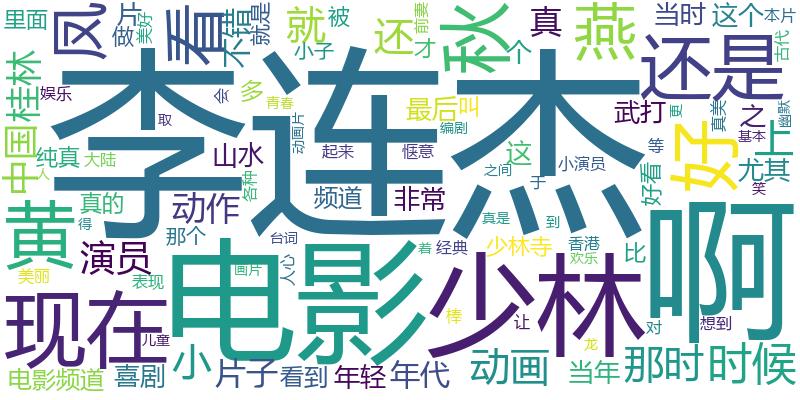 李连杰
电影
少林
啊
现在
还是
好
黄
秋
燕
凤
看
就
还
真
这个
当时
里面
片
做
美好
不错
就是
被
小子
才
前妻
个
本片
古代
娱乐
会
多
青春
最后
叫
编剧
武打
之
更
真美
幽默
基本
中国
桂林
纯真
大陆
取
各种
动画片
山水
起来
惬意
这
小演员
等
好看
上
尤其
笑
人
真的
得
那个
动作
频道
非常
之间
于
演员
台词
人心
画片
着
经典
真是
到
少林寺
香港
欢乐
比
美丽
表现
儿童
小
棒
让
龙
对
想到
电影频道
喜剧
片子
看到
年轻
年代
动画
当年
那时
时候